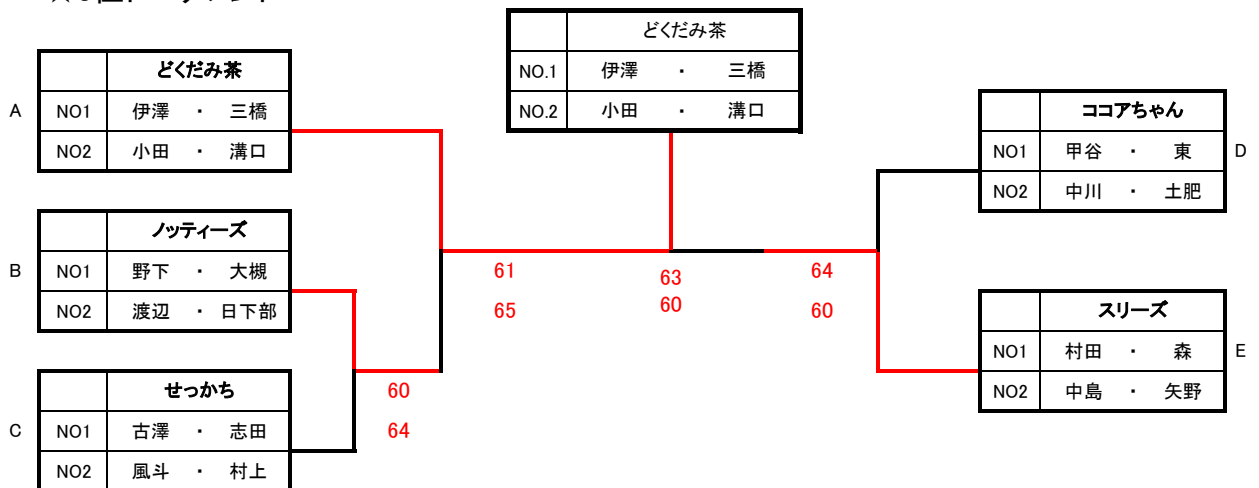 どくだみ茶
NO.1 伊澤 ・ 三橋
NO.2 小田 ・ 溝口
A
どくだみ茶
NO1 伊澤 ・ 三橋
NO2 小田 ・ 溝口
B
ノッティーズ
NO1 野下 ・ 大槻
NO2 渡辺 ・ 日下部
C
せっかち
NO1 古澤 ・ 志田
NO2 風斗 ・ 村上
60
64
61
65
63
60
64
60
ココアちゃん
NO1 甲谷 ・ 東
NO2 中川 ・ 土肥
D
スリーズ
NO1 村田 ・ 森
NO2 中島 ・ 矢野
E